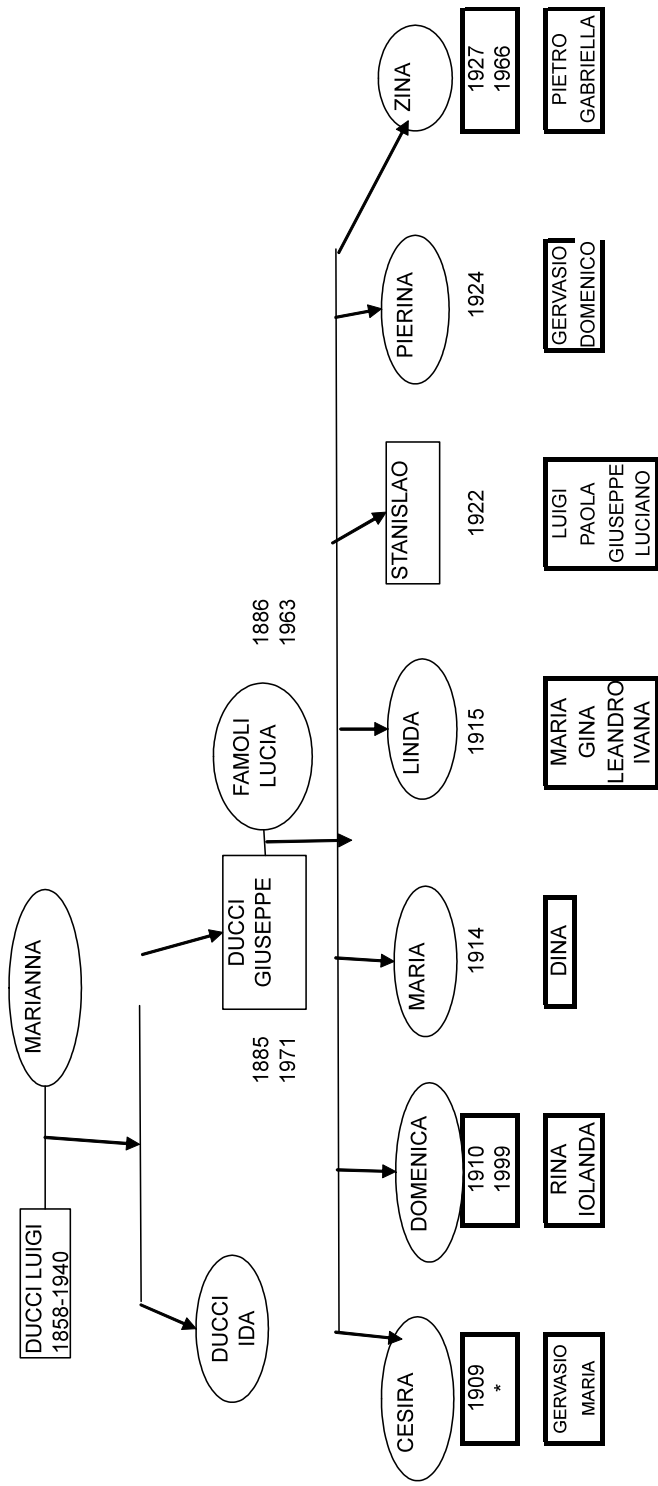 DUCCI LUIGI
1858-1940
MARIANNA
DUCCI
IDA
1885
1971
DUCCI
GIUSEPPE
FAMOLI
LUCIA
1886
1963
CESIRA
1909
*
GERVASIO
MARIA
DOMENICA
1910
1999
RINA
IOLANDA
MARIA
1914
DINA
LINDA
1915
MARIA
GINA
LEANDRO
IVANA
STANISLAO
1922
LUIGI
PAOLA
GIUSEPPE
LUCIANO
PIERINA
1924
GERVASIO
DOMENICO
ZINA
1927
1966
PIETRO
GABRIELLA